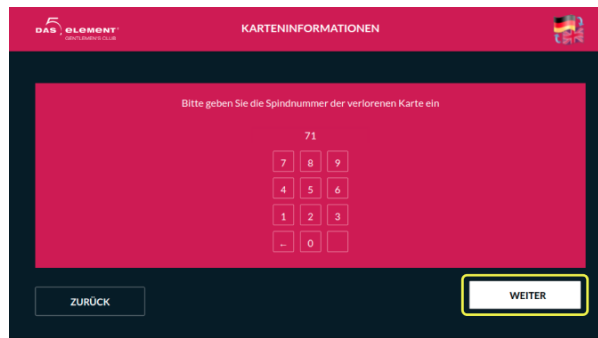 DAS 5 ELEMENT
GENTLEMEN'S CLUB
KARTENINFORMATIONEN
Bitte geben Sie die Spindnummer der verlorenen Karte ein
71
7 8 9
4 5 6
1 2 3
← 0
ZURÜCK
WEITER